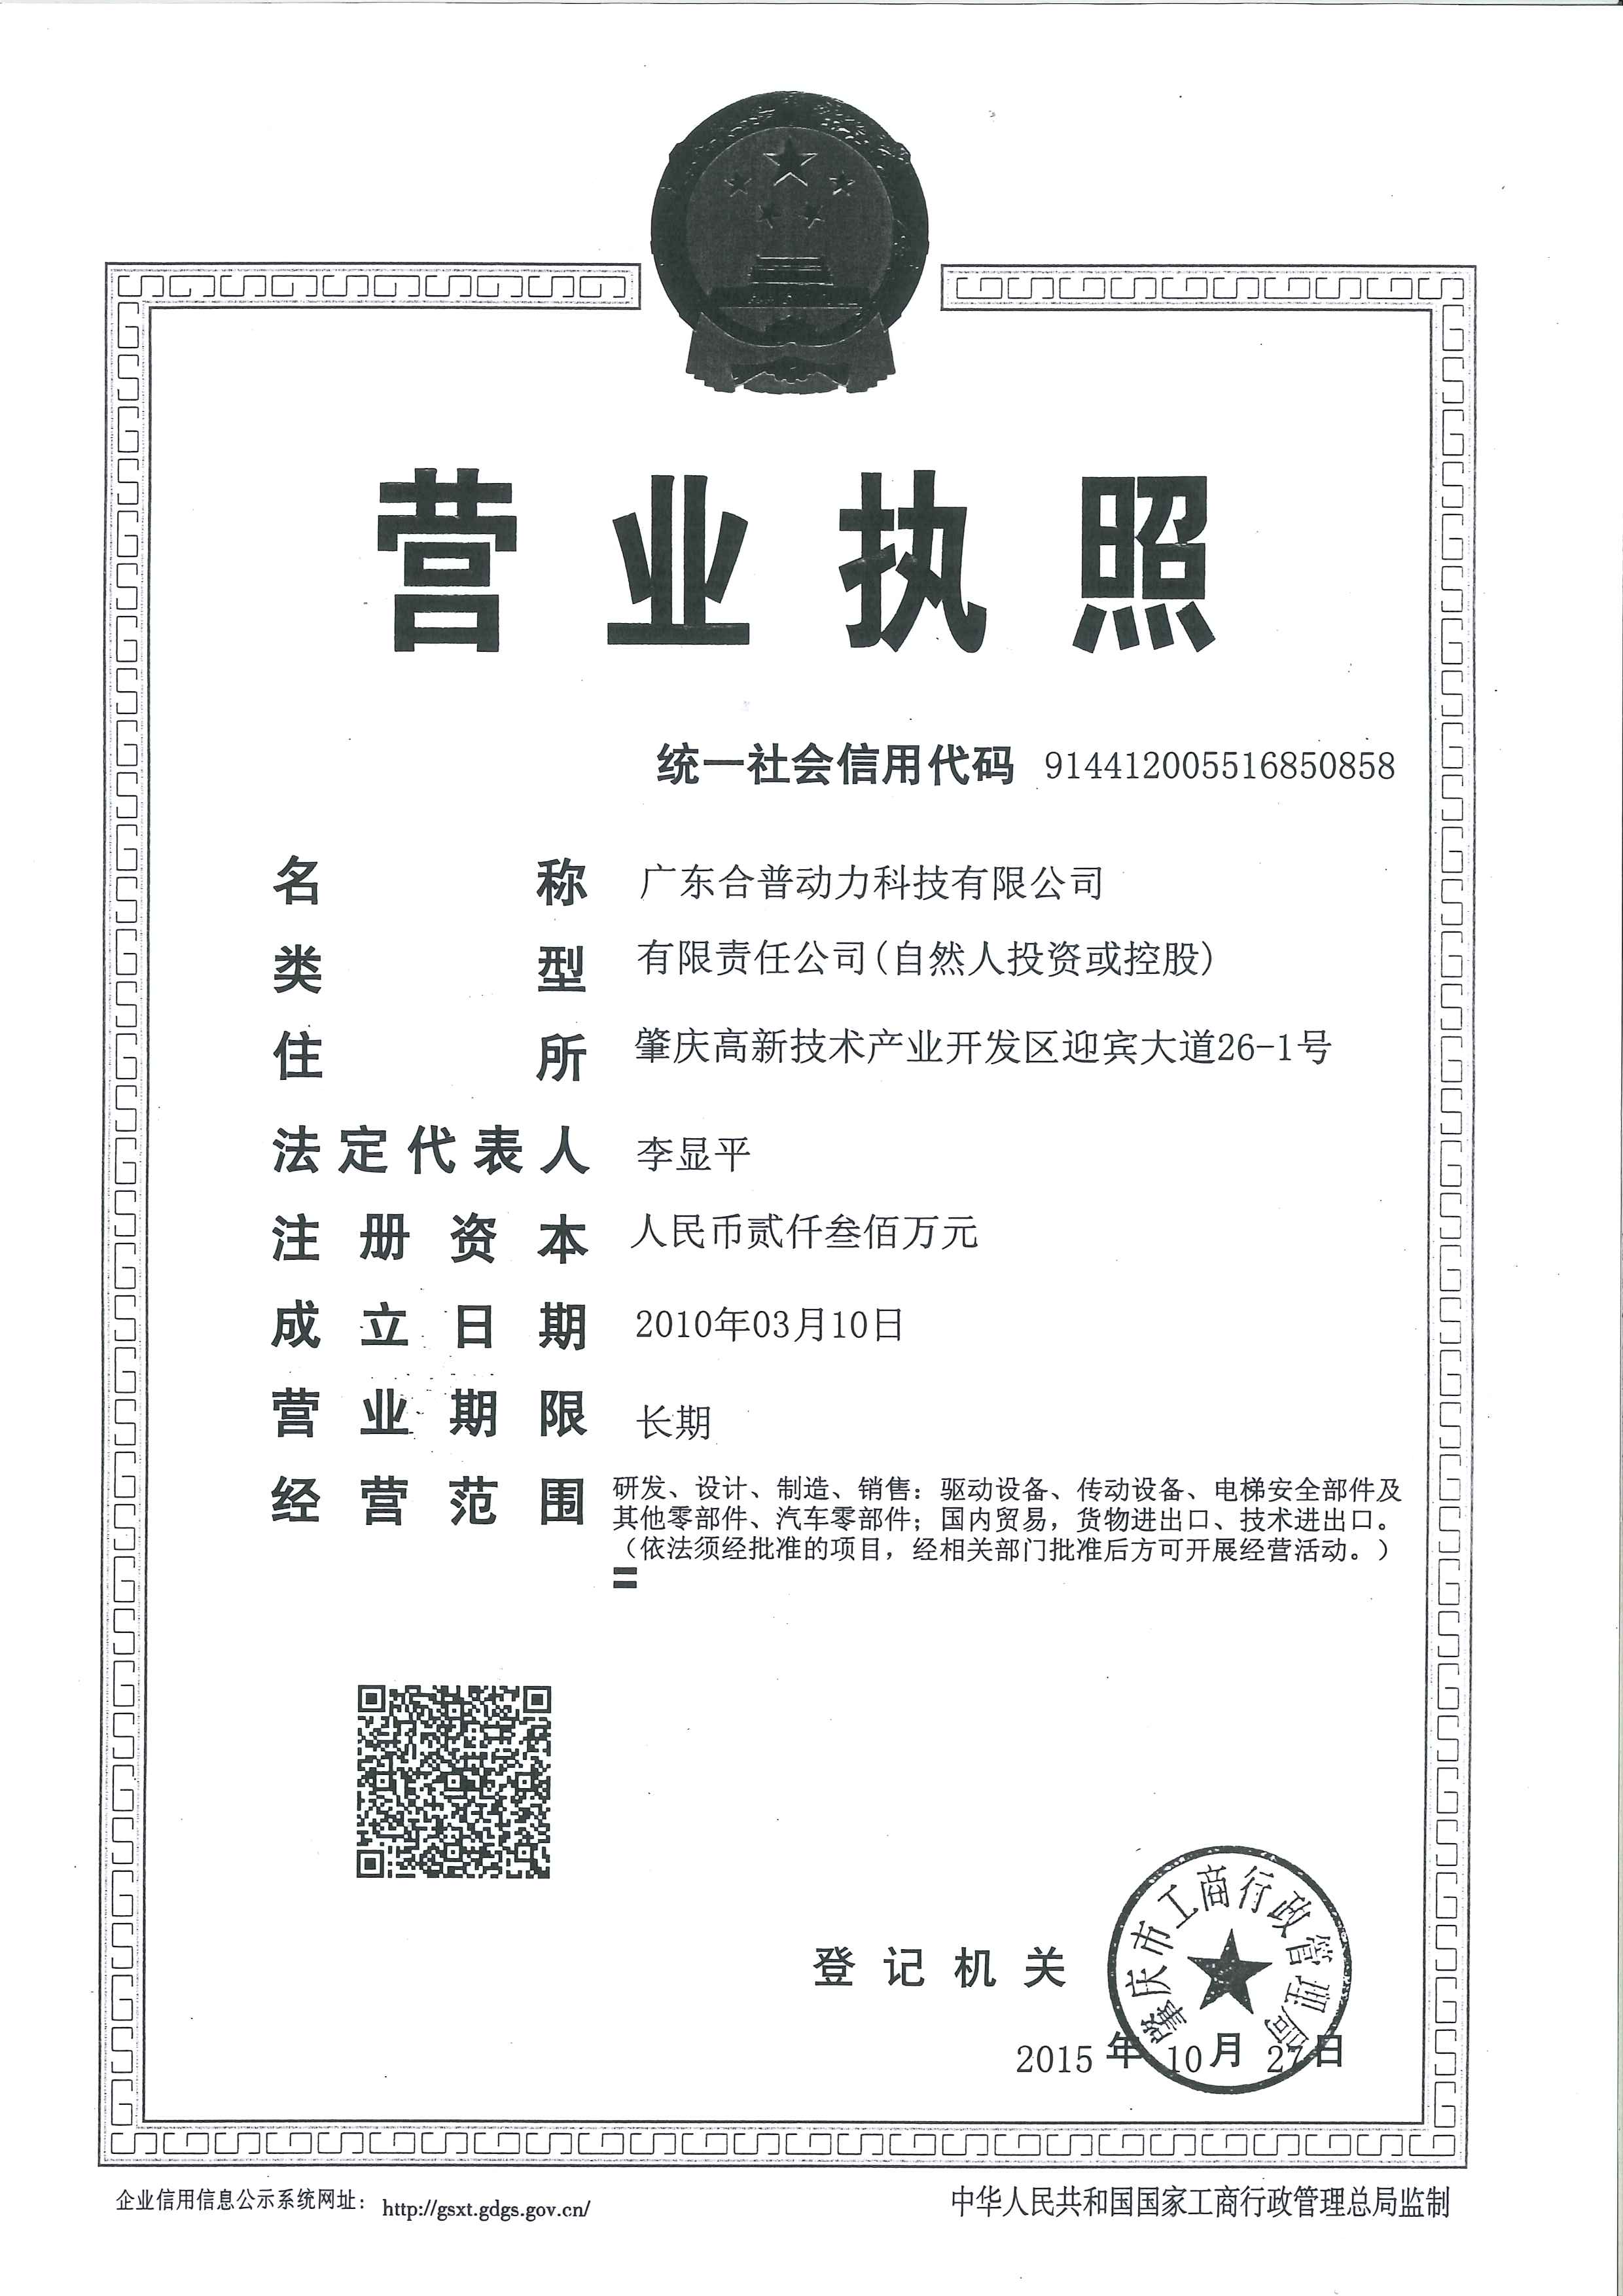 营业执照
统一社会信用代码 914412005516850858
名称 广东合普动力科技有限公司
类型 有限责任公司(自然人投资或控股)
住所 肇庆高新技术产业开发区迎宾大道26-1号
法定代表人 李显平
注册资本 人民币贰仟叁佰万元
成立日期 2010年03月10日
营业期限 长期
经营范围 研发、设计、制造、销售：驱动设备、传动设备、电梯安全部件及
其他零部件、汽车零部件；国内贸易，货物进出口、技术进出口。
（依法须经批准的项目，经相关部门批准后方可开展经营活动。）
〓
肇庆市工商行政管理局
登记机关
2015年10月27日
企业信用信息公示系统网址： http://gsxt.gdgs.gov.cn/
中华人民共和国国家工商行政管理总局监制